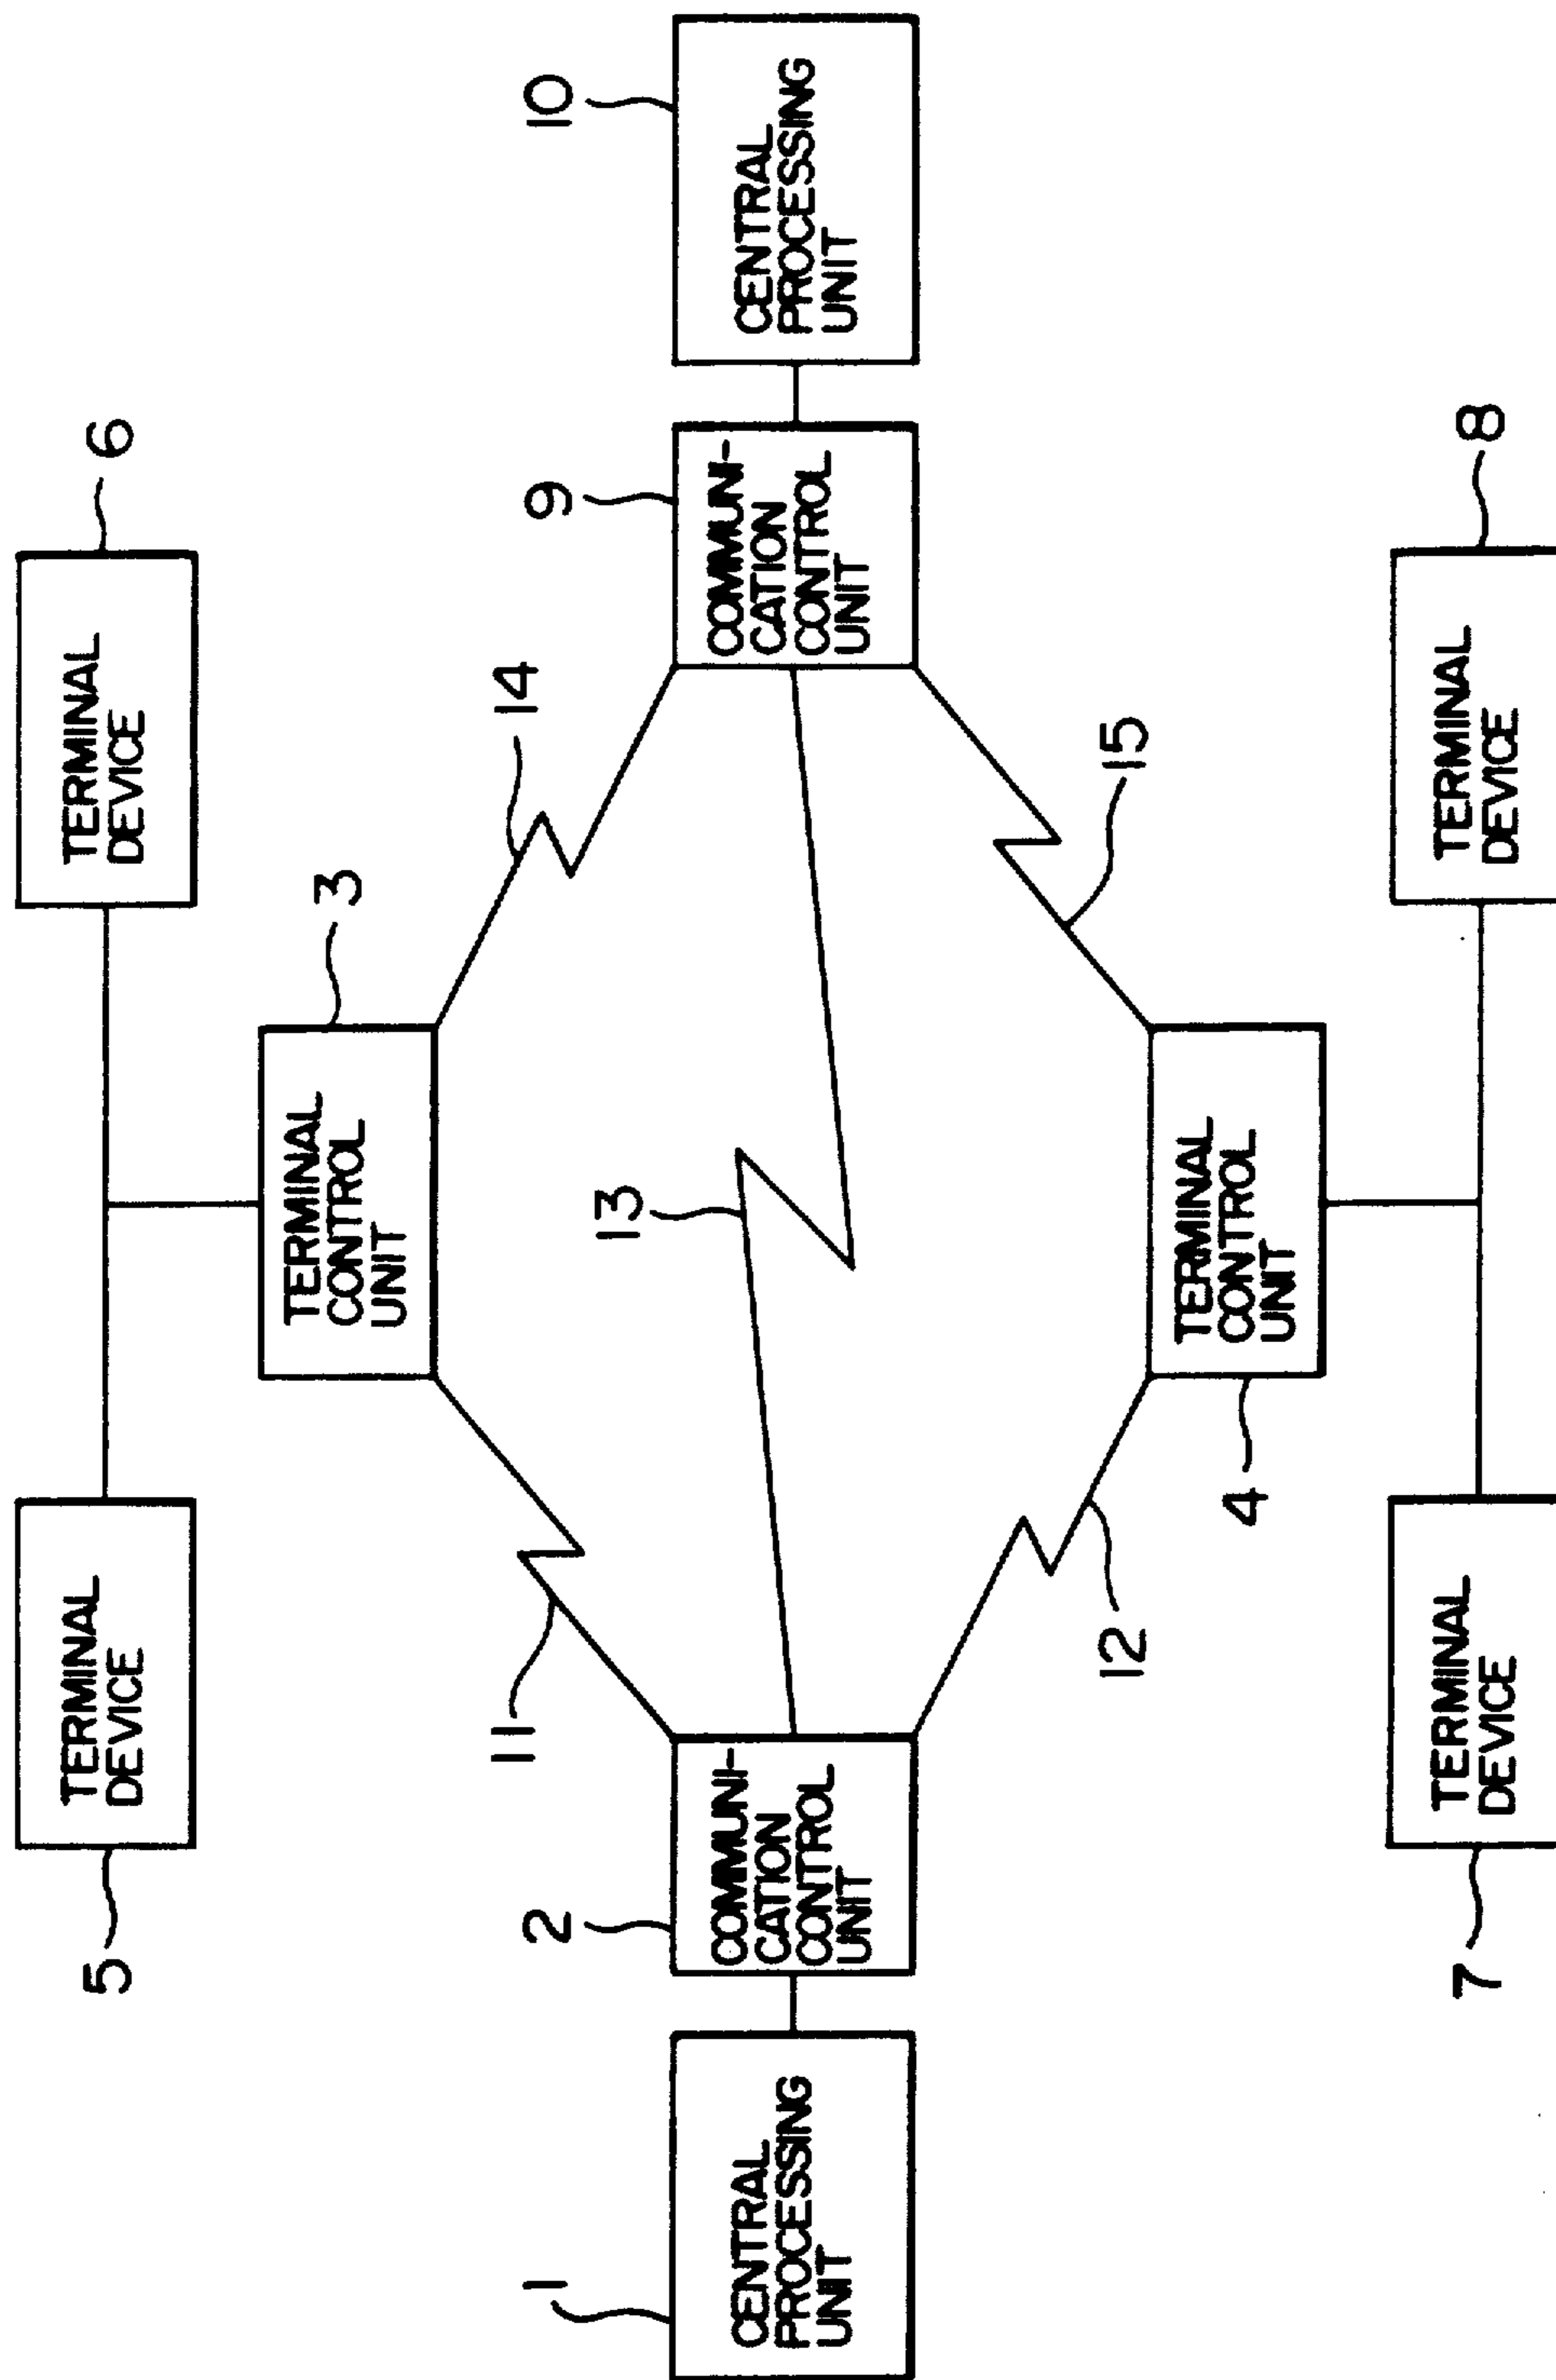 5
TERMINAL
DEVICE
6
TERMINAL
DEVICE
3
TERMINAL
CONTROL
UNIT
11
14
1
CENTRAL
PROCESSING
UNIT
2
COMMUNI-
CATION
CONTROL
UNIT
13
9
COMMUNI-
CATION
CONTROL
UNIT
10
CENTRAL
PROCESSING
UNIT
12
15
4
TERMINAL
CONTROL
UNIT
7
TERMINAL
DEVICE
8
TERMINAL
DEVICE